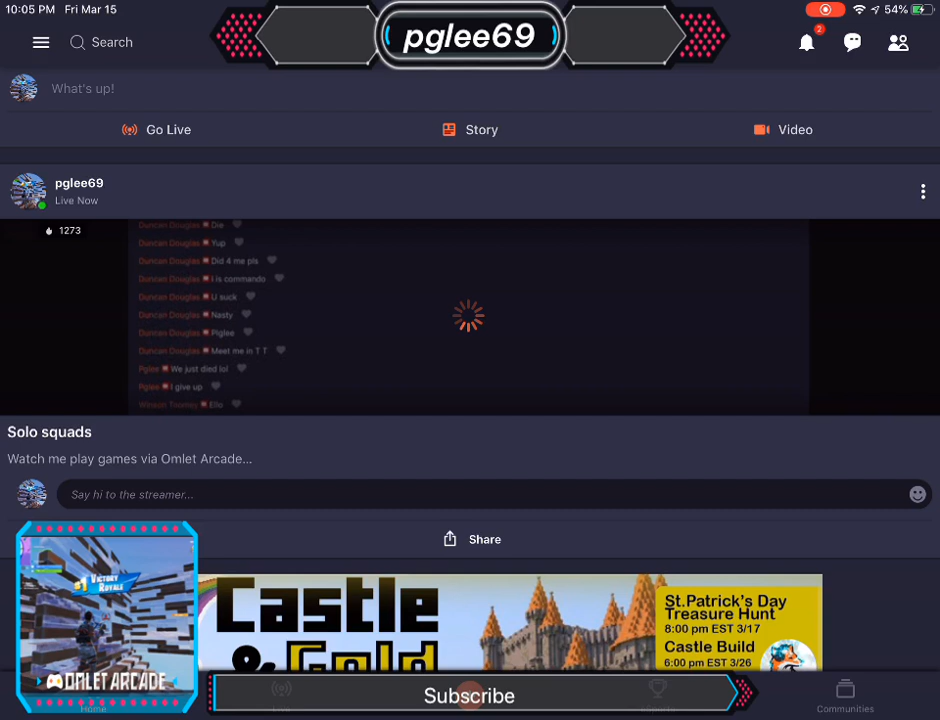 10:05 PM Fri Mar 15
54%
pglee69
Search
2
What's up!
Go Live
Story
Video
pglee69
Live Now
1273
Duncan Douglas Die
Duncan Douglas Yup
Duncan Douglas Did 4 me pls
Duncan Douglas I is commando
Duncan Douglas U suck
Duncan Douglas Nasty
Duncan Douglas Piglee
Duncan Douglas Meet me in T T
Pglee We just died lol
Pglee I give up
Winson Toomey Ello
Solo squads
Watch me play games via Omlet Arcade...
Say hi to the streamer...
Share
#1 VICTORY ROYALE
OMLET ARCADE
Castle
& Gold
St.Patrick's Day
Treasure Hunt
8:00 pm EST 3/17
Castle Build
6:00 pm EST 3/26
Subscribe
Home
Live
Esports
Communities